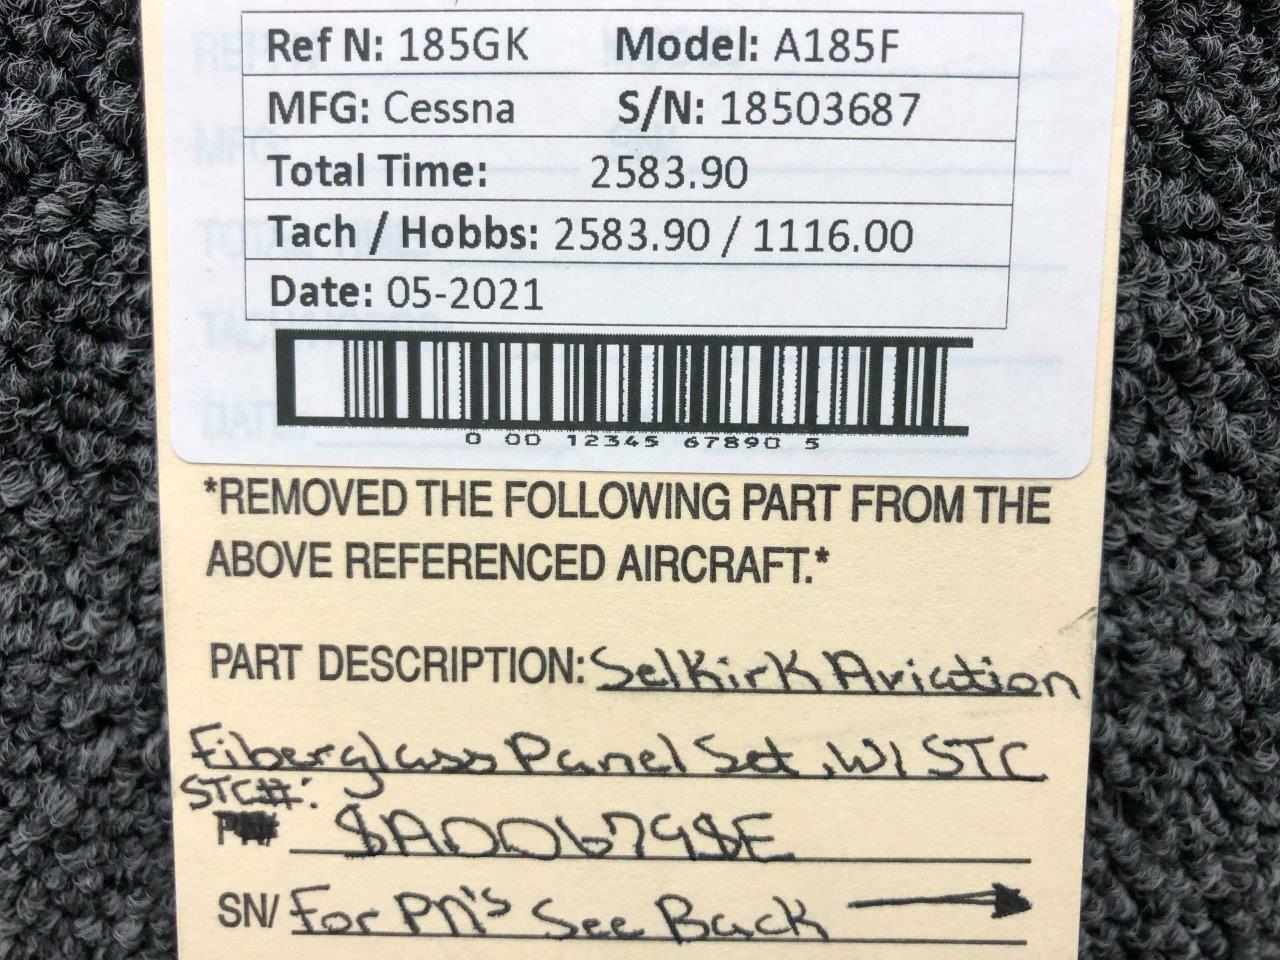 Ref N: 185GK Model: A185F
MFG: Cessna S/N: 18503687
Total Time: 2583.90
Tach / Hobbs: 2583.90 / 1116.00
Date: 05-2021
0 00 12345 67890 5
*REMOVED THE FOLLOWING PART FROM THE
ABOVE REFERENCED AIRCRAFT.*
PART DESCRIPTION: Selkirk Aviation
Fiberglass Panel Set, W/ STC
STC#:
SA00679SE
SN/ For PN's See Back